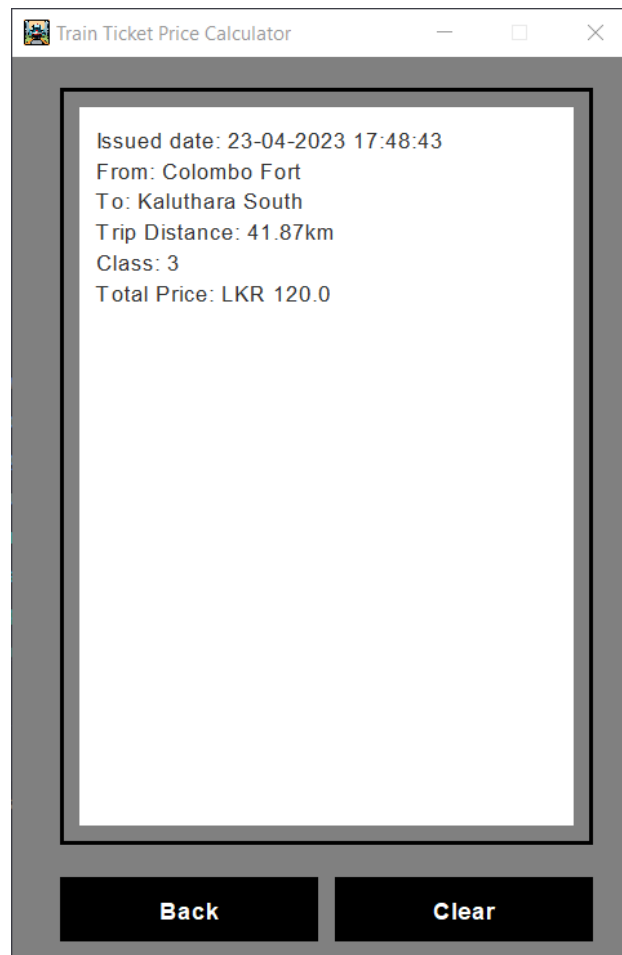 Train Ticket Price Calculator
Issued date: 23-04-2023 17:48:43
From: Colombo Fort
To: Kaluthara South
Trip Distance: 41.87km
Class: 3
Total Price: LKR 120.0
Back
Clear